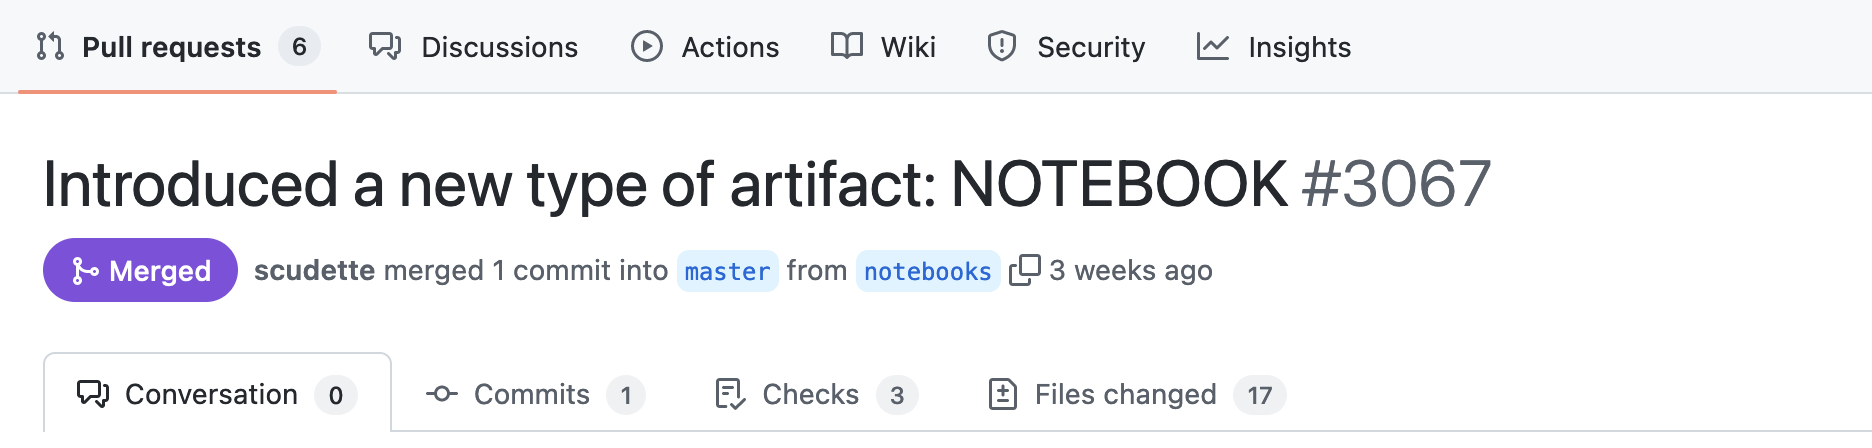 Pull requests 6 Discussions Actions Wiki Security Insights
Introduced a new type of artifact: NOTEBOOK #3067
Merged scudette merged 1 commit into master from notebooks 3 weeks ago
Conversation 0 Commits 1 Checks 3 Files changed 17